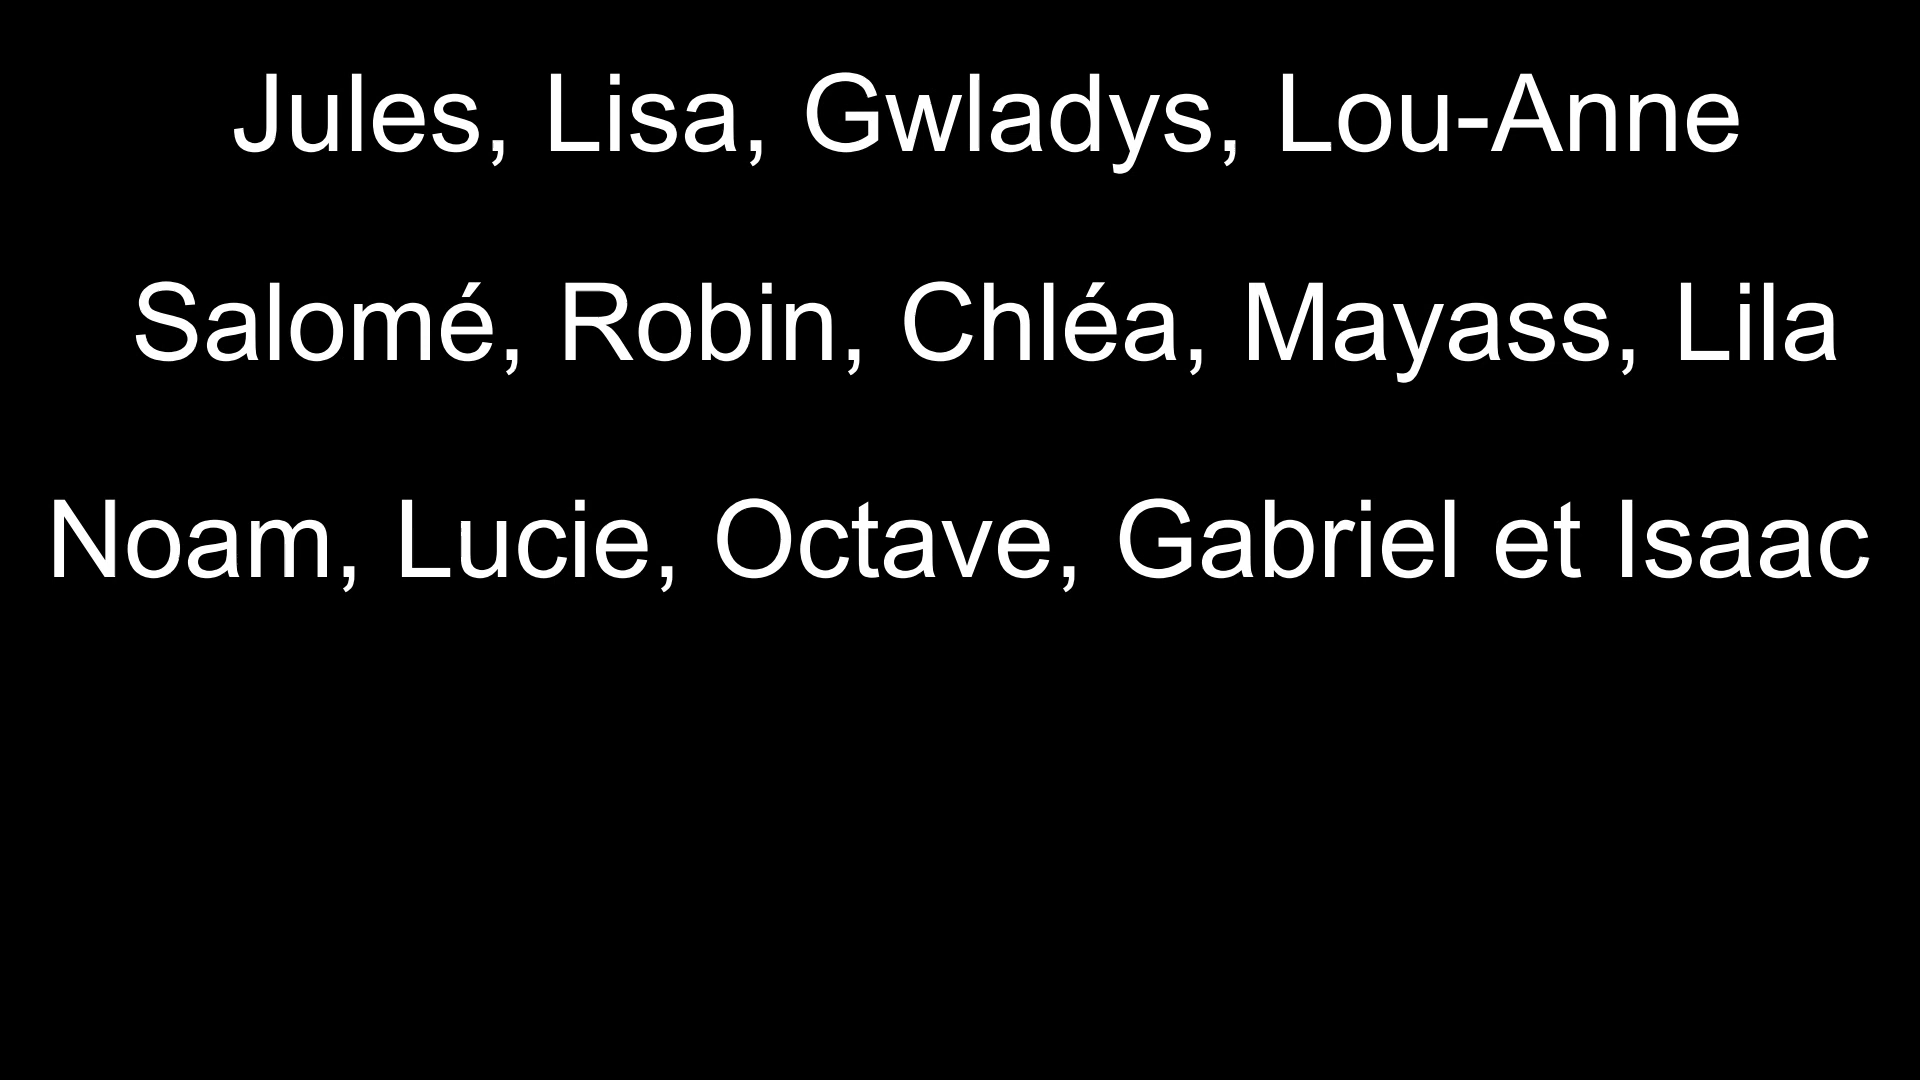 Jules, Lisa, Gwladys, Lou-Anne
Salomé, Robin, Chléa, Mayass, Lila
Noam, Lucie, Octave, Gabriel et Isaac